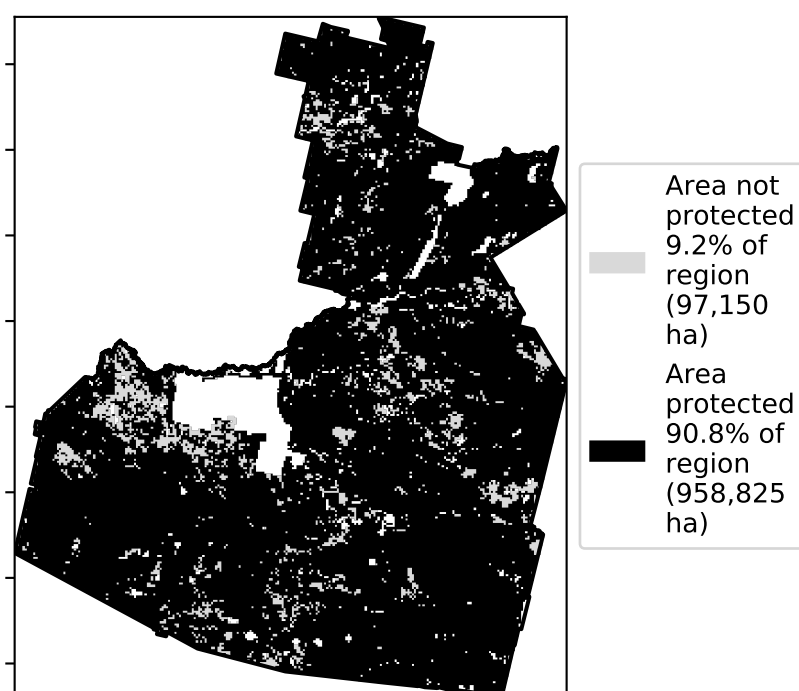 Area not
protected
9.2% of
region
(97,150
ha)
Area
protected
90.8% of
region
(958,825
ha)